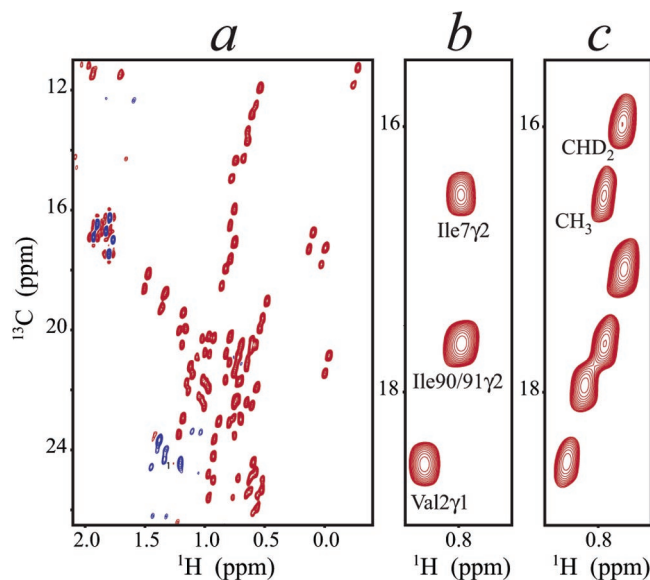 a
b
c
12
16
20
24
¹³C (ppm)
2.0
1.5
1.0
0.5
0.0
¹H (ppm)
16
Ile7γ2
Ile90/91γ2
18
Val2γ1
0.8
¹H (ppm)
16
CHD₂
CH₃
18
0.8
¹H (ppm)